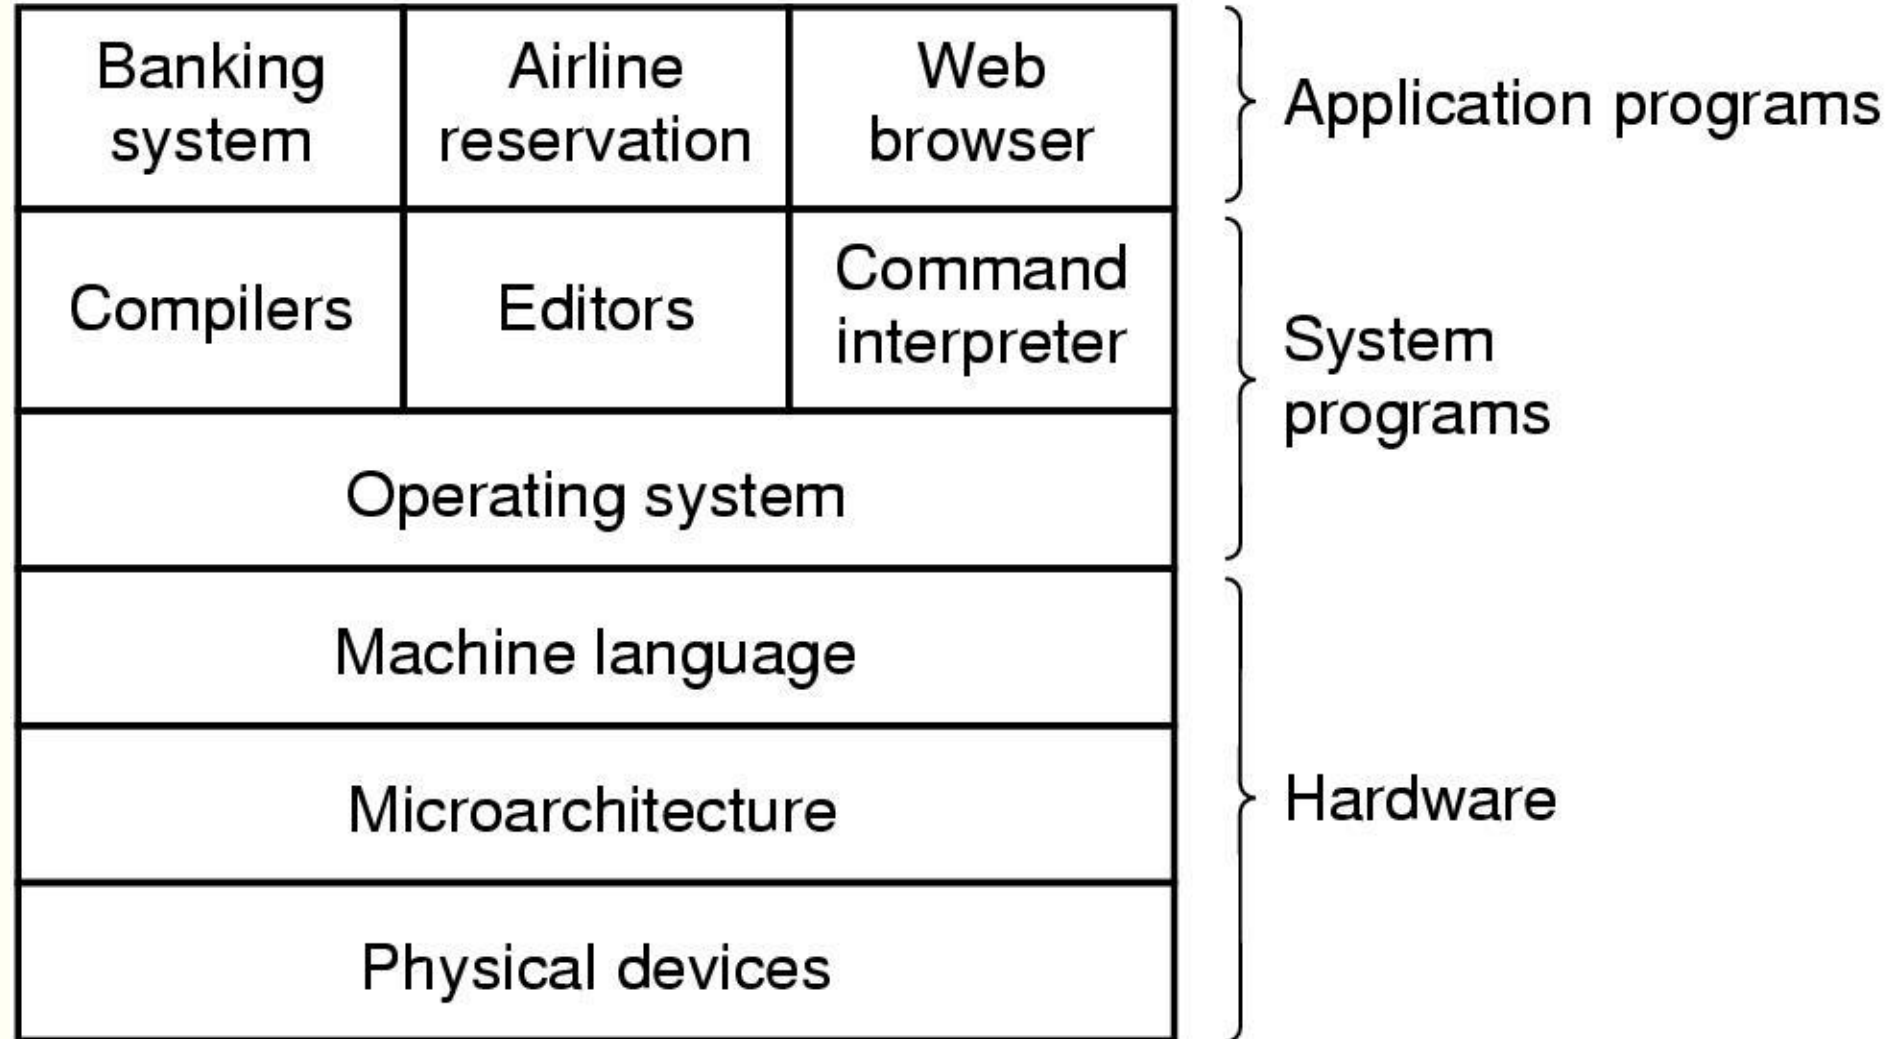 Banking
system
Airline
reservation
Web
browser
Application programs
Compilers
Editors
Command
interpreter
System
programs
Operating system
Machine language
Microarchitecture
Hardware
Physical devices